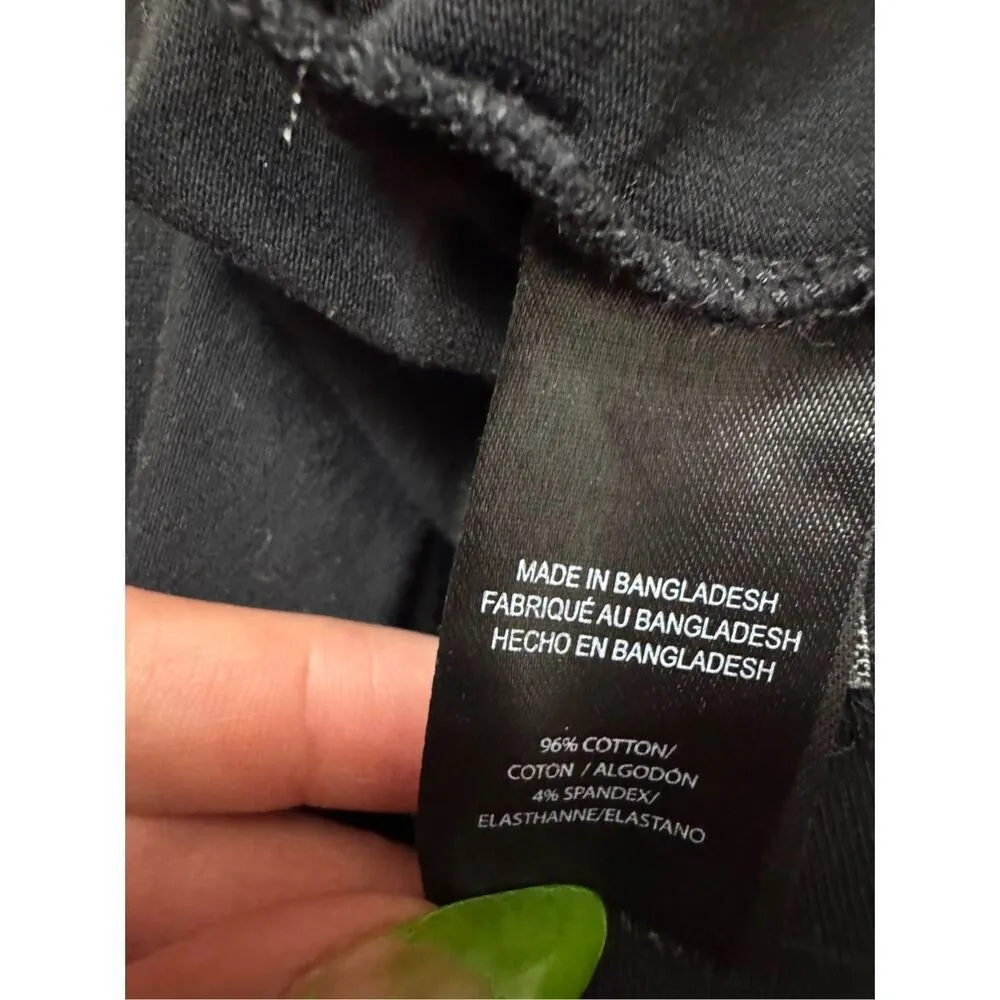 MADE IN BANGLADESH
FABRIQUÉ AU BANGLADESH
HECHO EN BANGLADESH
96% COTTON/
COTON / ALGODÓN
4% SPANDEX/
ELASTHANNE/ELASTANO